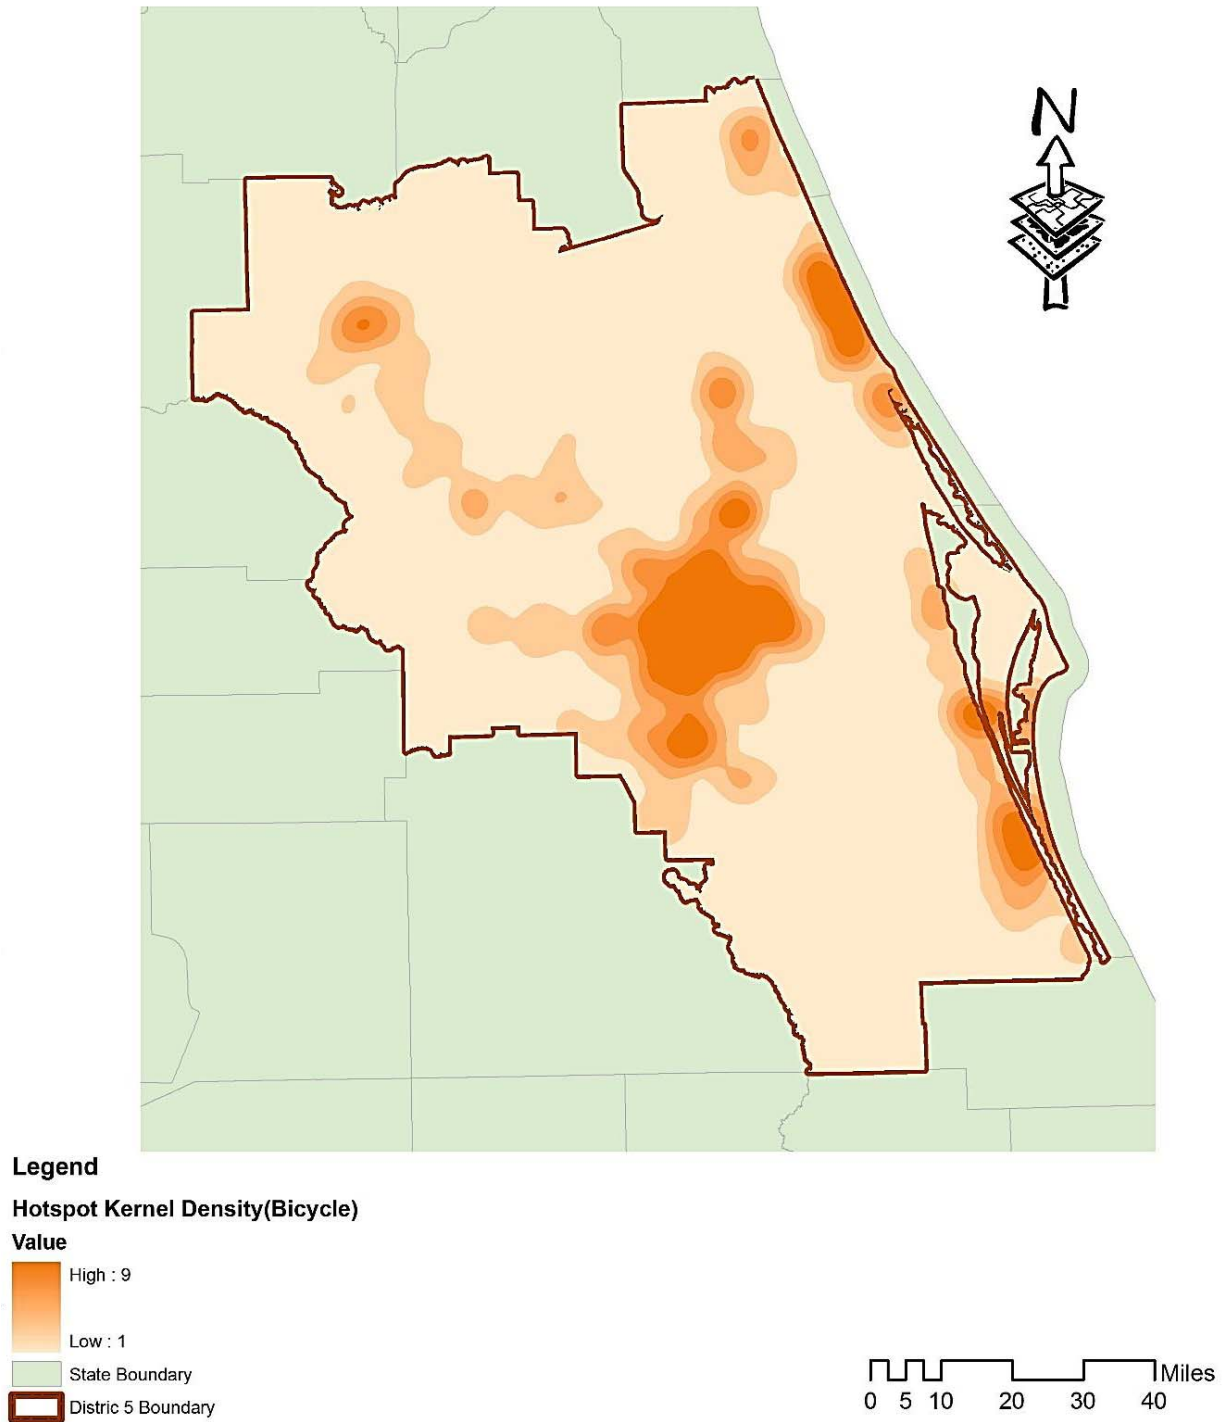 N
Legend
Hotspot Kernel Density(Bicycle)
Value
High : 9
Low : 1
State Boundary
Distric 5 Boundary
Miles
0 5 10 20 30 40